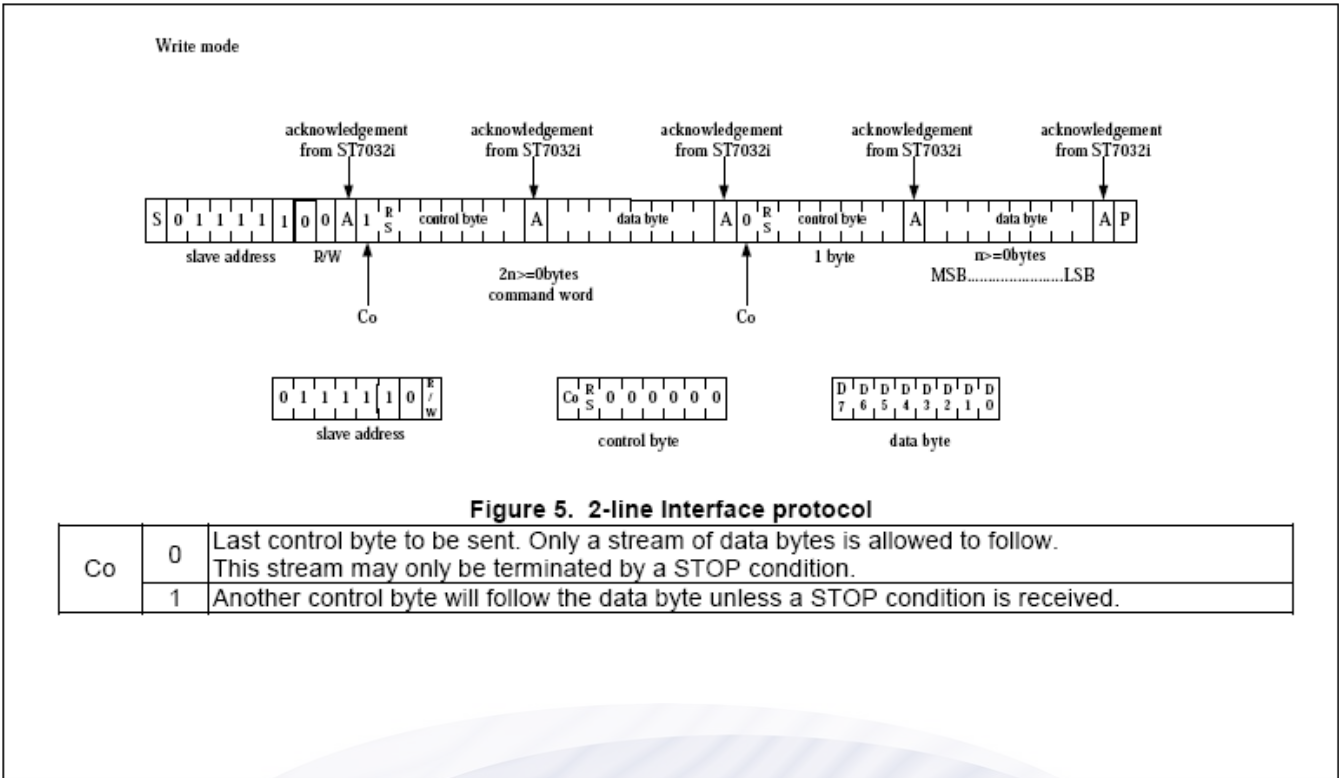 Write mode
acknowledgement acknowledgement acknowledgement acknowledgement acknowledgement
from ST7032i from ST7032i from ST7032i from ST7032i from ST7032i
S 0 1 1 1 1 1 0 0 A 1 RS control byte A data byte A 0 RS control byte A data byte A P
slave address R/W 1 byte n>=0bytes
2n>=0bytes MSB........................LSB
command word
Co Co
0 1 1 1 1 1 0 R/W Co RS 0 0 0 0 0 0 D7 D6 D5 D4 D3 D2 D1 D0
slave address control byte data byte
Figure 5. 2-line Interface protocol
Co 0 Last control byte to be sent. Only a stream of data bytes is allowed to follow.
This stream may only be terminated by a STOP condition.
1 Another control byte will follow the data byte unless a STOP condition is received.